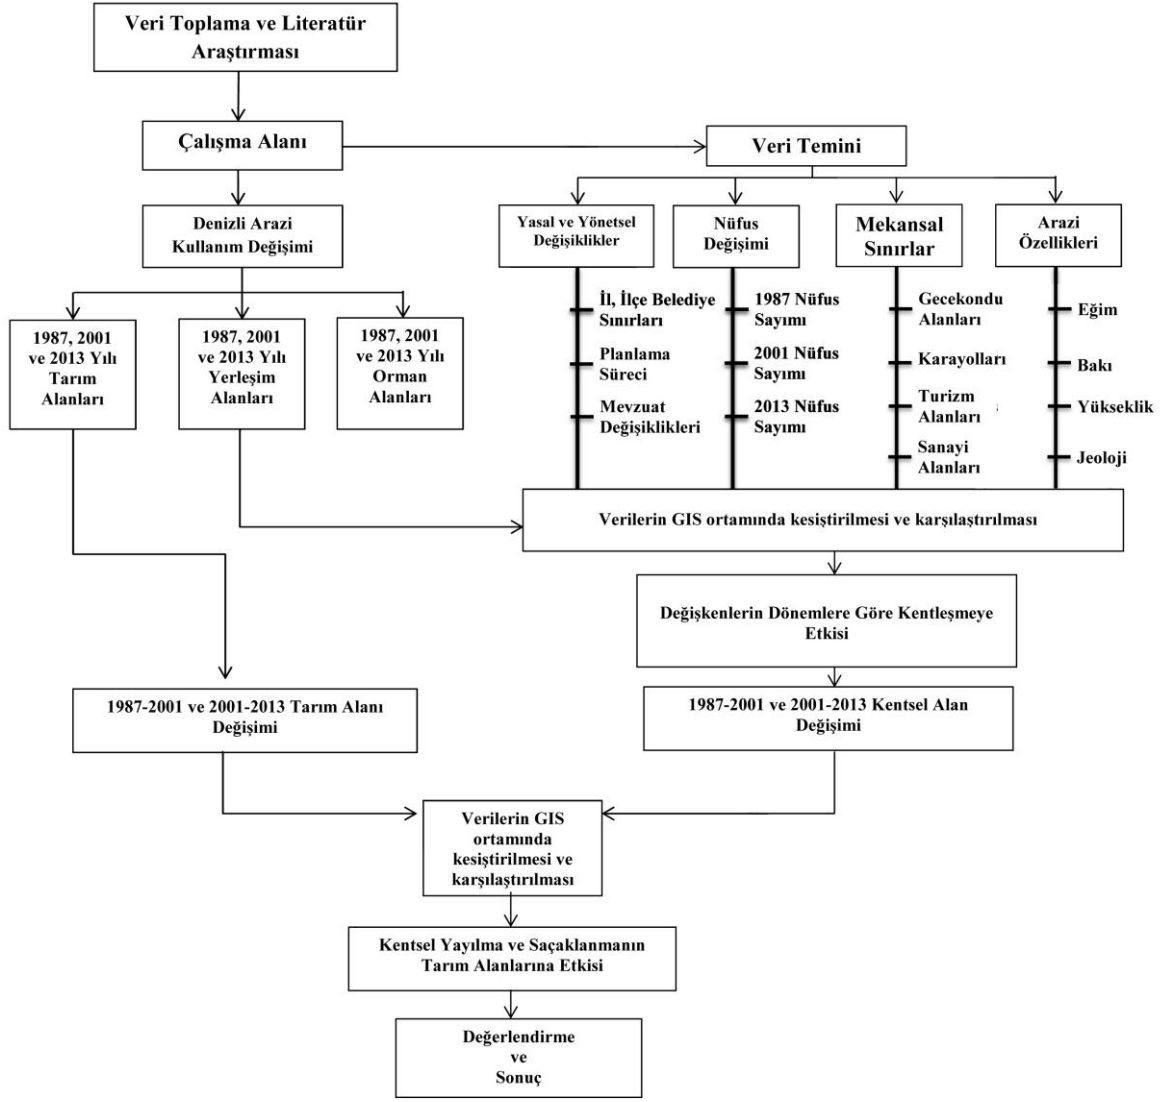 Veri Toplama ve Literatür
Araştırması
Çalışma Alanı
Veri Temini
Denizli Arazi
Kullanım Değişimi
Yasal ve Yönetsel
Değişiklikler
Nüfus
Değişimi
Mekansal
Sınırlar
Arazi
Özellikleri
1987, 2001
ve 2013 Yılı
Tarım
Alanları
1987, 2001
ve 2013 Yılı
Yerleşim
Alanları
1987, 2001
ve 2013 Yılı
Orman
Alanları
İl, İlçe Belediye
Sınırları
Planlama
Süreci
Mevzuat
Değişiklikleri
1987 Nüfus
Sayımı
2001 Nüfus
Sayımı
2013 Nüfus
Sayımı
Gecekondu
Alanları
Karayolları
Turizm
Alanları
Sanayi
Alanları
Eğim
Bakı
Yükseklik
Jeoloji
Verilerin GIS ortamında kesiştirilmesi ve karşılaştırılması
Değişkenlerin Dönemlere Göre Kentleşmeye
Etkisi
1987-2001 ve 2001-2013 Tarım Alanı
Değişimi
1987-2001 ve 2001-2013 Kentsel Alan
Değişimi
Verilerin GIS
ortamında
kesiştirilmesi ve
karşılaştırılması
Kentsel Yayılma ve Saçaklanmanın
Tarım Alanlarına Etkisi
Değerlendirme
ve
Sonuç